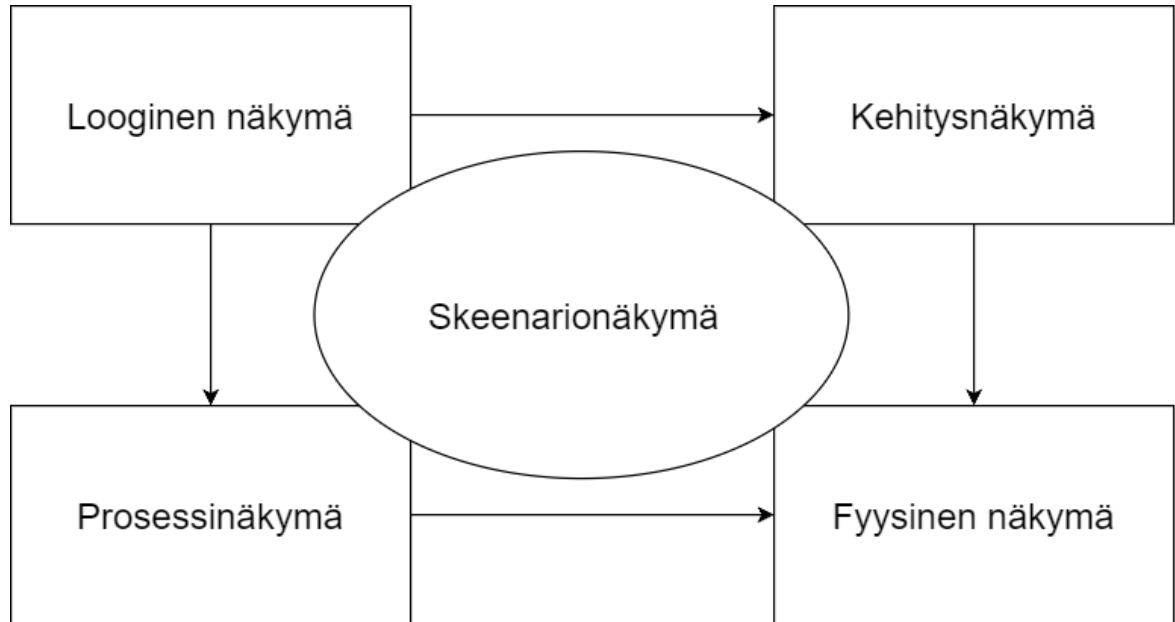 Looginen näkymä
Kehitysnäkymä
Skeenarionäkymä
Prosessinäkymä
Fyysinen näkymä